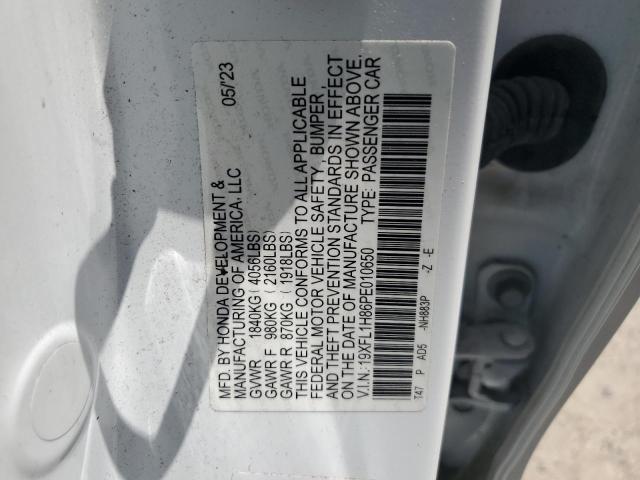 MFD. BY HONDA DEVELOPMENT & 05/'23
MANUFACTURING OF AMERICA, LLC
GVWR 1840KG ( 4056LBS)
GAWR F 980KG ( 2160LBS)
GAWR R 870KG ( 1918LBS)
THIS VEHICLE CONFORMS TO ALL APPLICABLE
FEDERAL MOTOR VEHICLE SAFETY, BUMPER,
AND THEFT PREVENTION STANDARDS IN EFFECT
ON THE DATE OF MANUFACTURE SHOWN ABOVE.
V.I.N.: 19XFL1H86PE010650 TYPE: PASSENGER CAR
T47 P AD5 -NH883P -Z -E